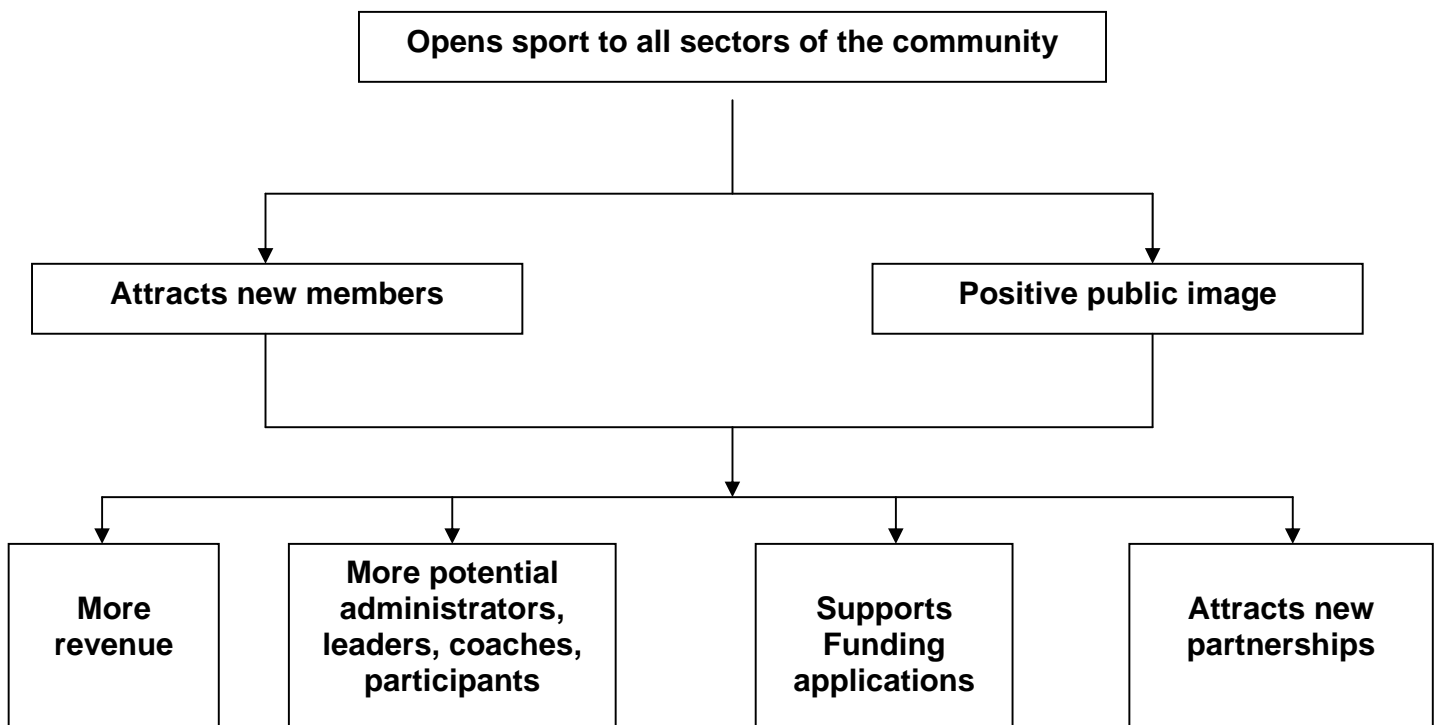 Opens sport to all sectors of the community
Attracts new members
Positive public image
More
revenue
More potential
administrators,
leaders, coaches,
participants
Supports
Funding
applications
Attracts new
partnerships